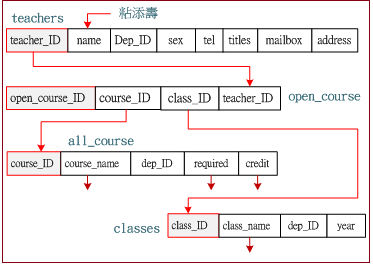 teachers 粘添壽
teacher_ID name Dep_ID sex tel titles mailbox address
open_course_ID course_ID class_ID teacher_ID open_course
all_course
course_ID course_name dep_ID required credit
classes class_ID class_name dep_ID year